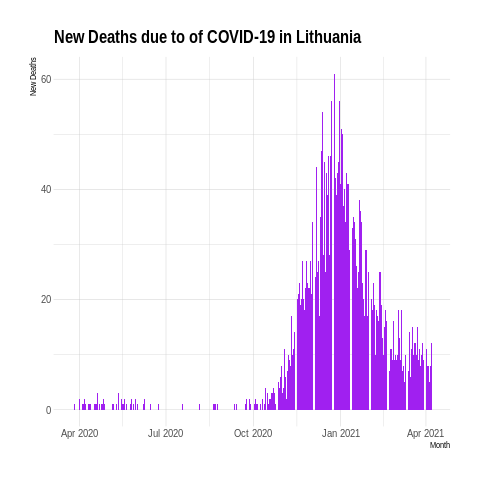 New Deaths due to of COVID-19 in Lithuania
New Deaths
60
40
20
0
Apr 2020 Jul 2020 Oct 2020 Jan 2021 Apr 2021
Month